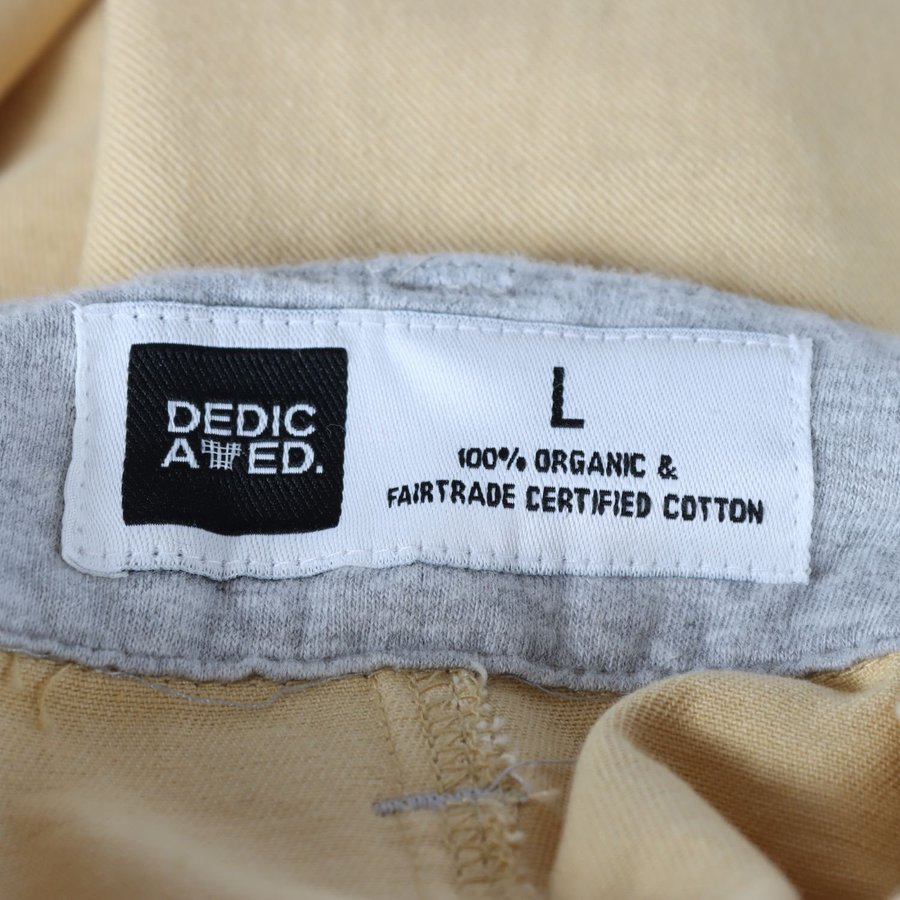 DEDIC
ATED.
L
100% ORGANIC &
FAIRTRADE CERTIFIED COTTON